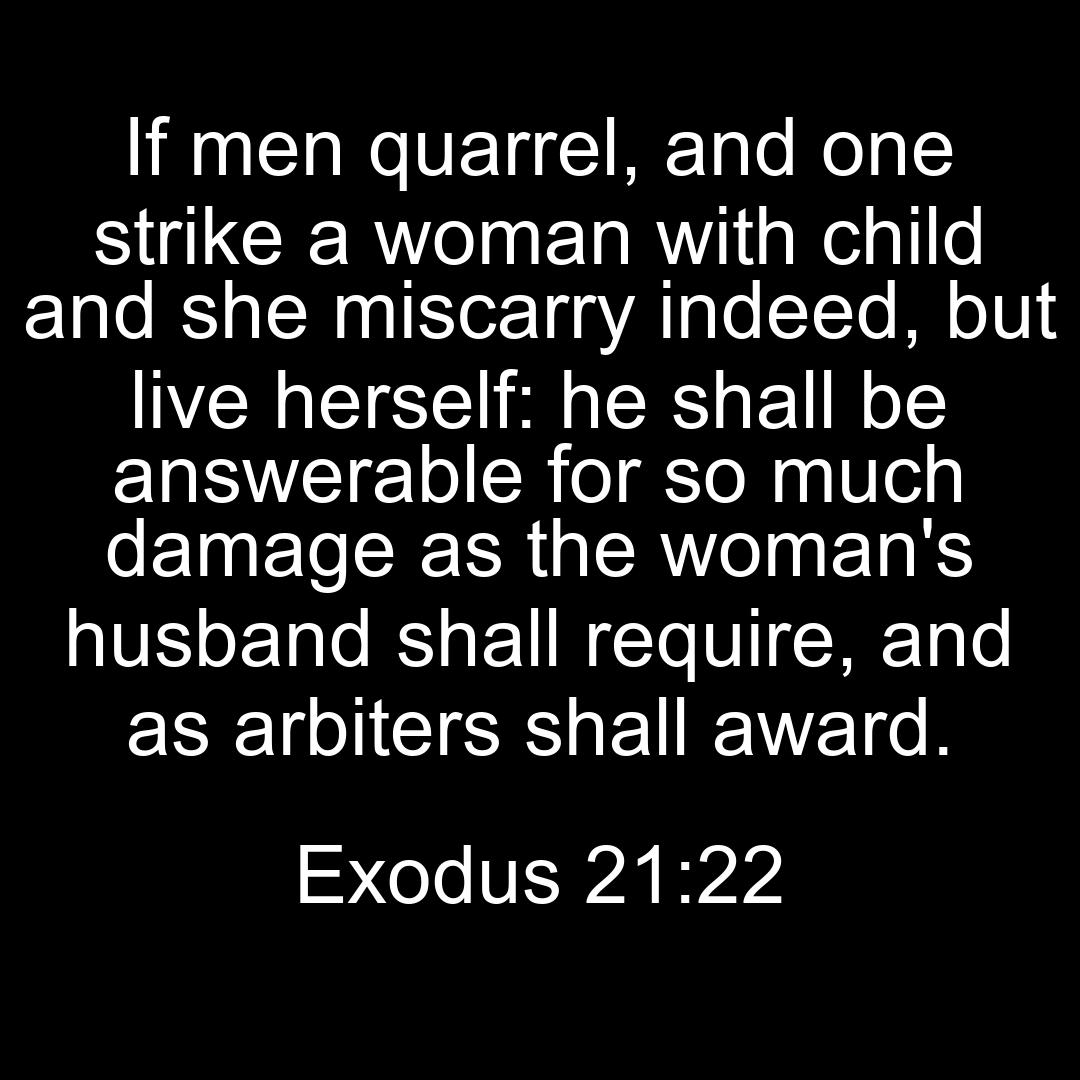 If men quarrel, and one
strike a woman with child
and she miscarry indeed, but
live herself: he shall be
answerable for so much
damage as the woman's
husband shall require, and
as arbiters shall award.
Exodus 21:22